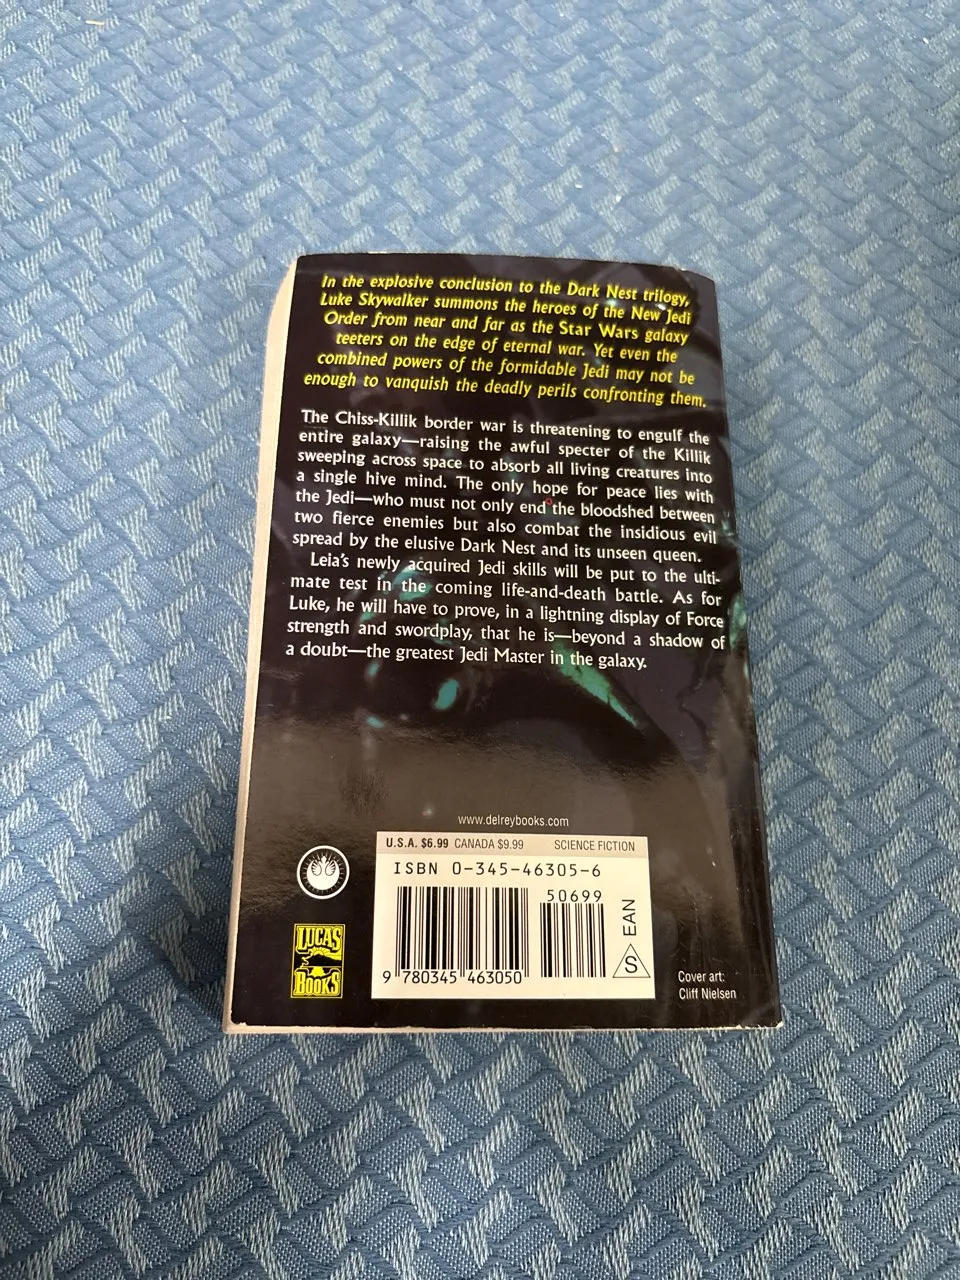 In the explosive conclusion to the Dark Nest trilogy,
Luke Skywalker summons the heroes of the New Jedi
Order from near and far as the Star Wars galaxy
teeters on the edge of eternal war. Yet even the
combined powers of the formidable Jedi may not be
enough to vanquish the deadly perils confronting them.
The Chiss-Killik border war is threatening to engulf the
entire galaxy—raising the awful specter of the Killik
sweeping across space to absorb all living creatures into
a single hive mind. The only hope for peace lies with
the Jedi—who must not only end the bloodshed between
two fierce enemies but also combat the insidious evil
spread by the elusive Dark Nest and its unseen queen.
Leia's newly acquired Jedi skills will be put to the ulti-
mate test in the coming life-and-death battle. As for
Luke, he will have to prove, in a lightning display of Force
strength and swordplay, that he is—beyond a shadow of
a doubt—the greatest Jedi Master in the galaxy.
www.delreybooks.com
U.S.A. $6.99 CANADA $9.99 SCIENCE FICTION
ISBN 0-345-46305-6
50699
EAN
S
9 780345 463050
LUCAS
BOOKS
Cover art:
Cliff Nielsen